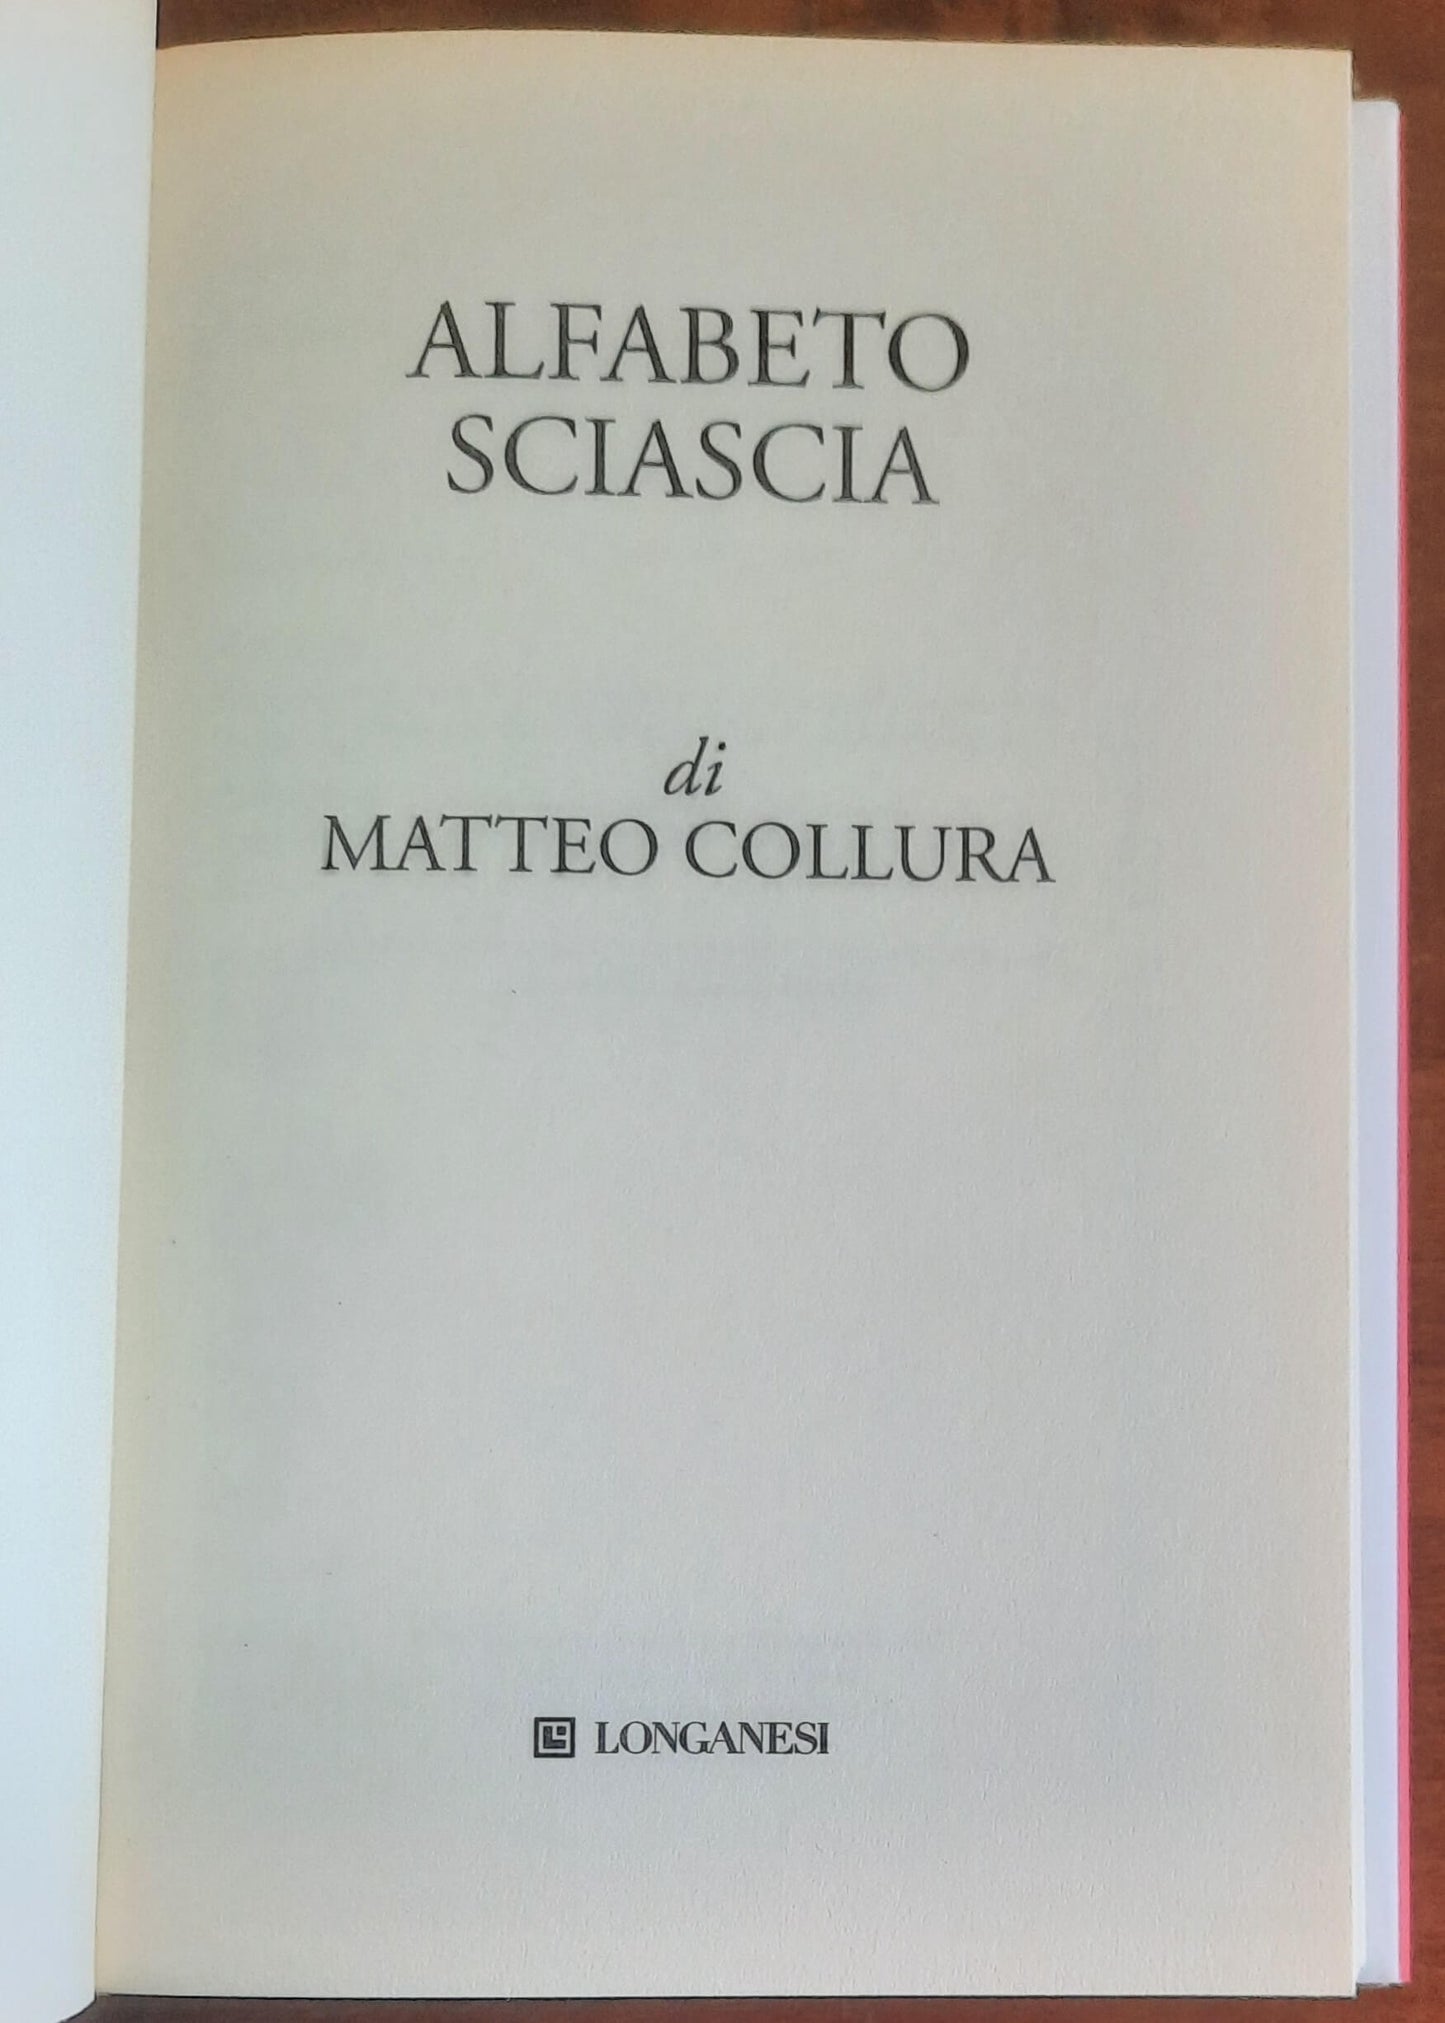 ALFABETO
SCIASCIA
di
MATTEO COLLURA
LONGANESI